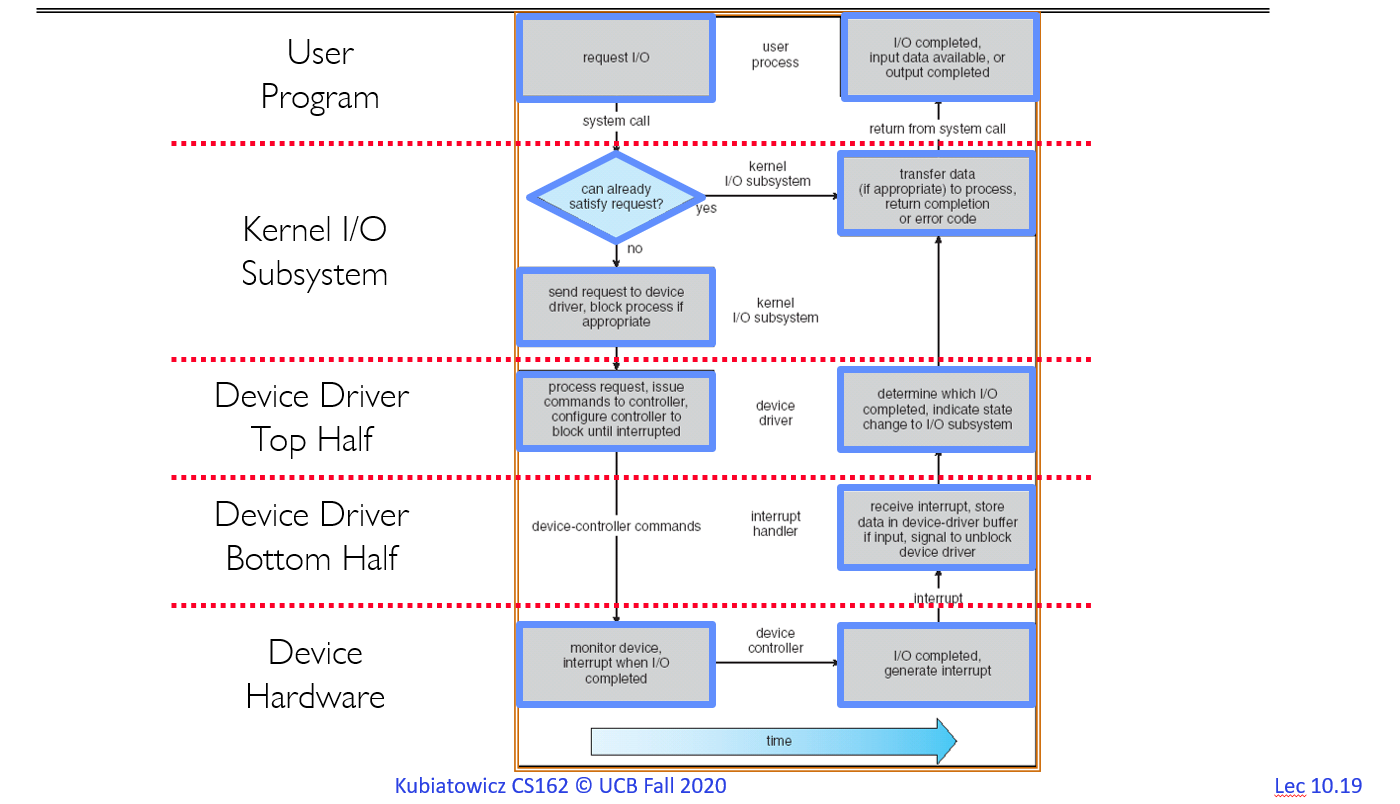 User
Program
request I/O
user
process
I/O completed,
input data available, or
output completed
system call
return from system call
Kernel I/O
Subsystem
can already
satisfy request?
kernel
I/O subsystem
yes
transfer data
(if appropriate) to process,
return completion
or error code
no
send request to device
driver, block process if
appropriate
kernel
I/O subsystem
Device Driver
Top Half
process request, issue
commands to controller,
configure controller to
block until interrupted
device
driver
determine which I/O
completed, indicate state
change to I/O subsystem
Device Driver
Bottom Half
device-controller commands
interrupt
handler
receive interrupt, store
data in device-driver buffer
if input, signal to unblock
device driver
interrupt
Device
Hardware
monitor device,
interrupt when I/O
completed
device
controller
I/O completed,
generate interrupt
time
Kubiatowicz CS162 © UCB Fall 2020
Lec 10.19